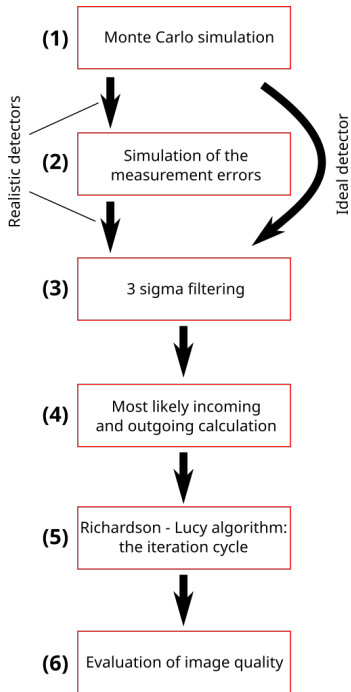 (1) Monte Carlo simulation
Realistic detectors
Ideal detector
(2) Simulation of the
measurement errors
(3) 3 sigma filtering
(4) Most likely incoming
and outgoing calculation
(5) Richardson - Lucy algorithm:
the iteration cycle
(6) Evaluation of image quality